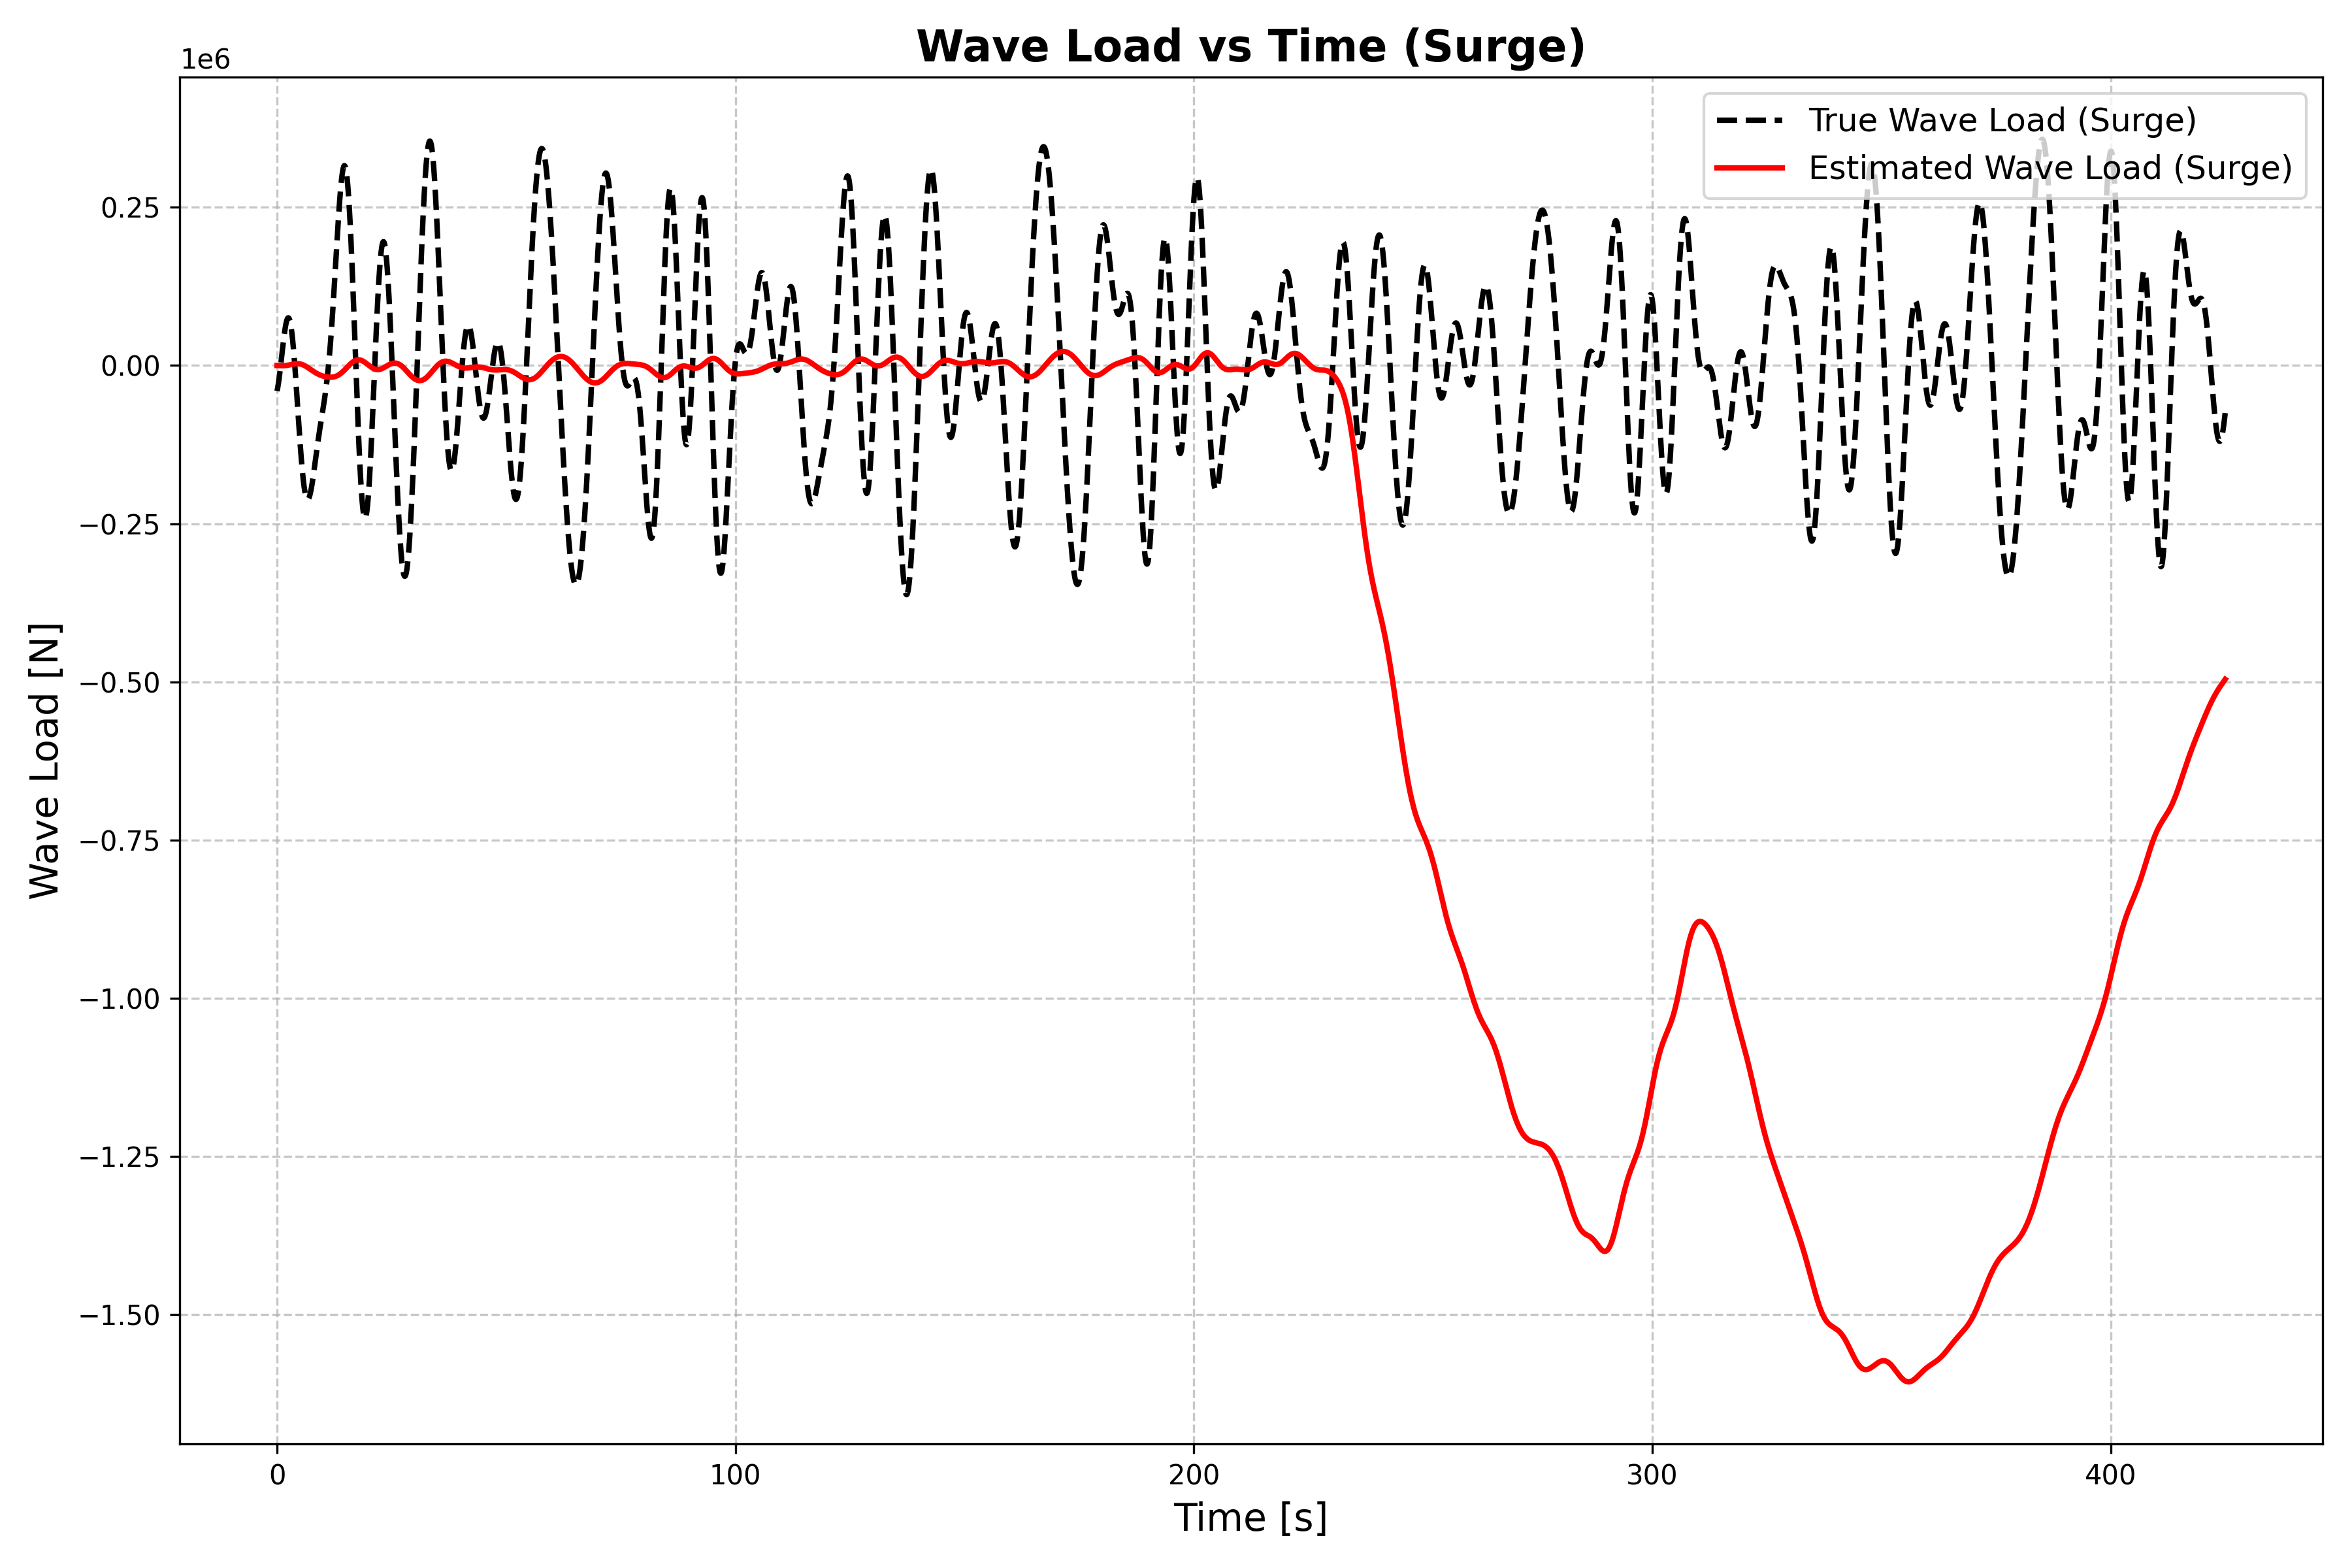 Wave Load vs Time (Surge)
1e6
True Wave Load (Surge)
Estimated Wave Load (Surge)
0.25
0.00
−0.25
−0.50
−0.75
−1.00
−1.25
−1.50
Wave Load [N]
0 100 200 300 400
Time [s]